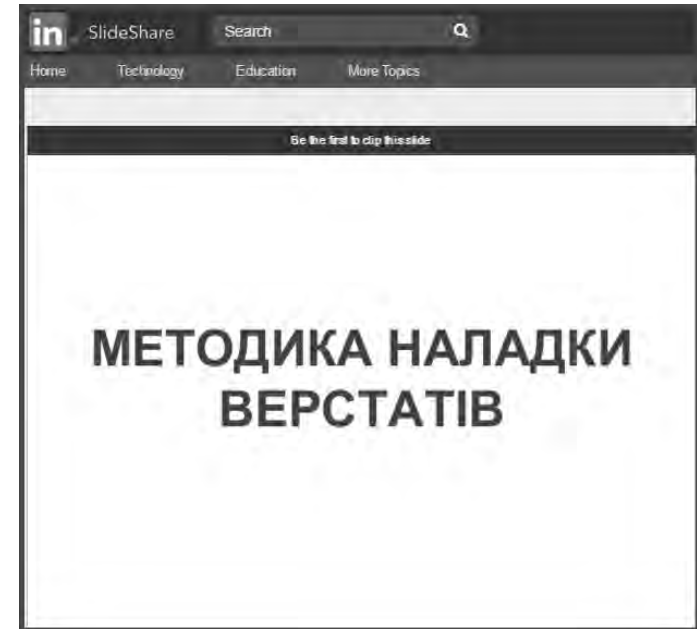 in SlideShare Search
Home Technology Education More Topics
Be the first to clip this slide
МЕТОДИКА НАЛАДКИ
ВЕРСТАТІВ